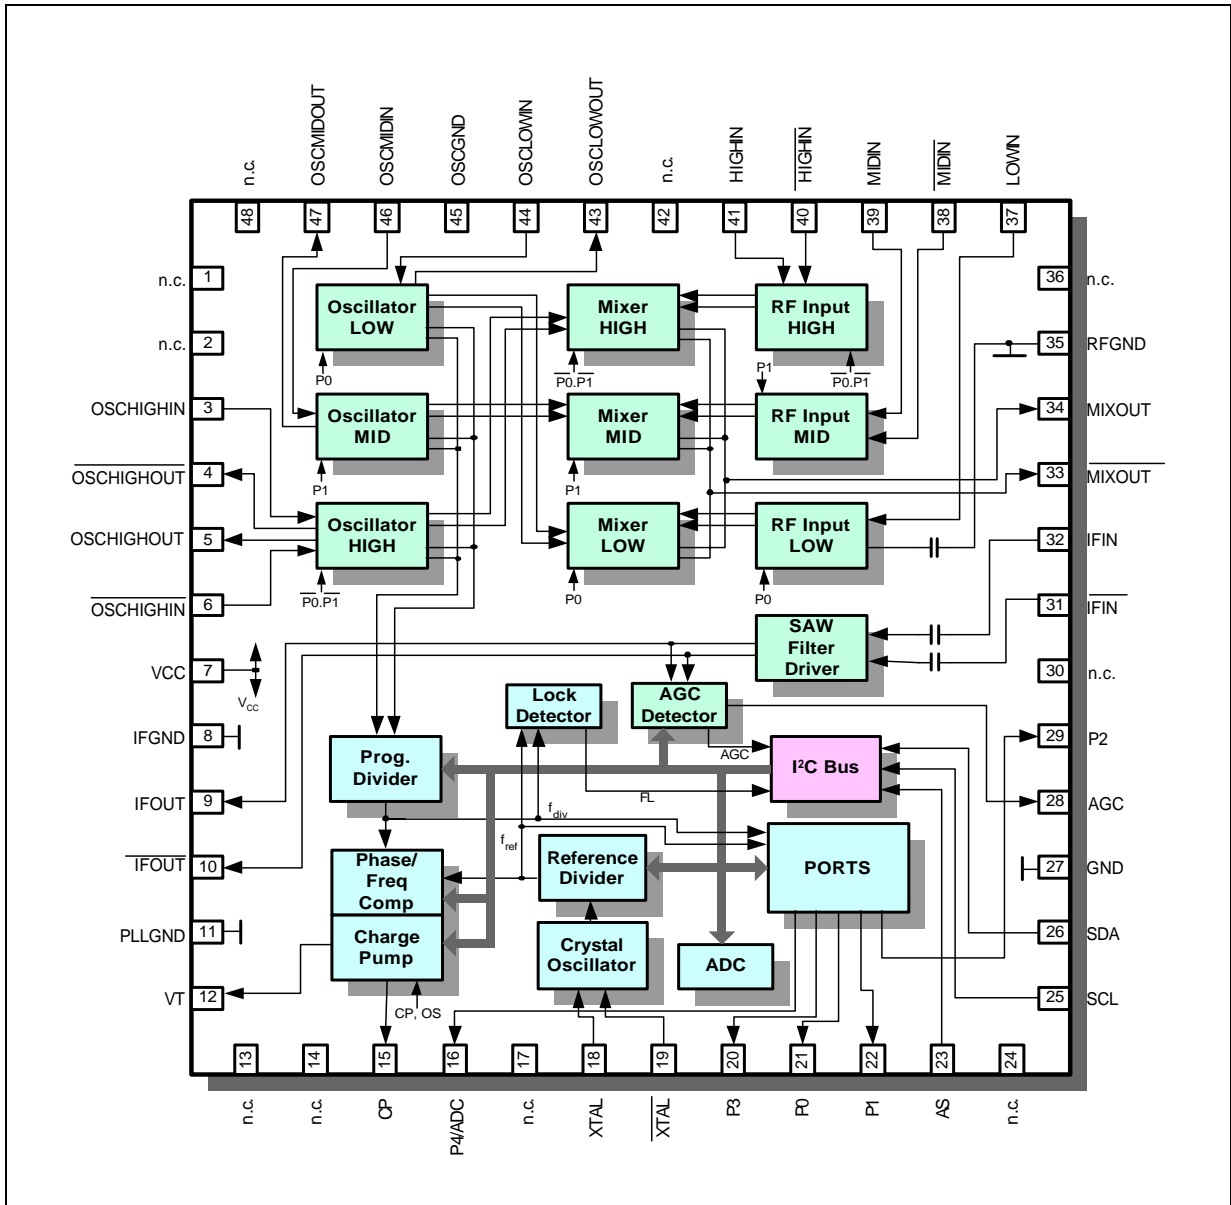 n.c.
OSCMIDOUT
OSCMIDIN
OSCGND
OSCLOWIN
OSCLOWOUT
n.c.
HIGHIN
HIGHIN
MIDIN
MIDIN
LOWIN
48
47
46
45
44
43
42
41
40
39
38
37
n.c.
1
n.c.
2
OSCHIGHIN
3
OSCHIGHOUT
4
OSCHIGHOUT
5
OSCHIGHIN
6
VCC
7
VCC
IFGND
8
IFOUT
9
IFOUT
10
PLLGND
11
VT
12
Oscillator
LOW
P0
Mixer
HIGH
P0.P1
RF Input
HIGH
P1
P0.P1
Oscillator
MID
P1
Mixer
MID
P1
RF Input
MID
Oscillator
HIGH
P0.P1
Mixer
LOW
P0
RF Input
LOW
P0
SAW
Filter
Driver
Lock
Detector
AGC
Detector
AGC
Prog.
Divider
I²C Bus
FL
fdiv
fref
Phase/
Freq
Comp
Reference
Divider
PORTS
Charge
Pump
Crystal
Oscillator
ADC
CP, OS
36
n.c.
35
RFGND
34
MIXOUT
33
MIXOUT
32
IFIN
31
IFIN
30
n.c.
29
P2
28
AGC
27
GND
26
SDA
25
SCL
13
14
15
16
17
18
19
20
21
22
23
24
n.c.
n.c.
CP
P4/ADC
n.c.
XTAL
XTAL
P3
P0
P1
AS
n.c.